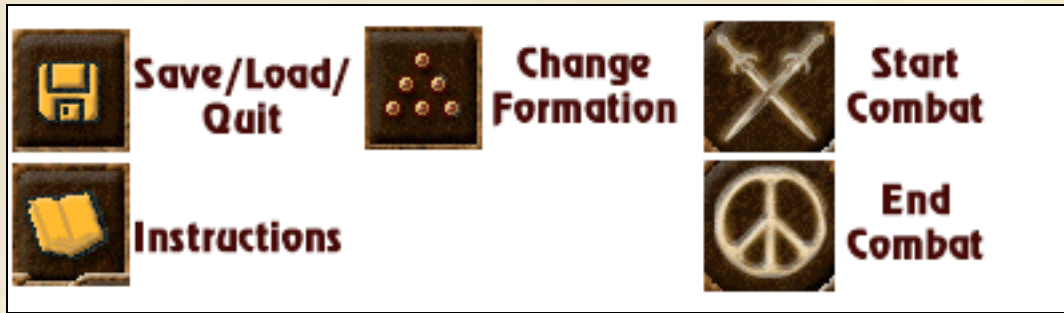 Save/Load/
Quit
Change
Formation
Start
Combat
Instructions
End
Combat